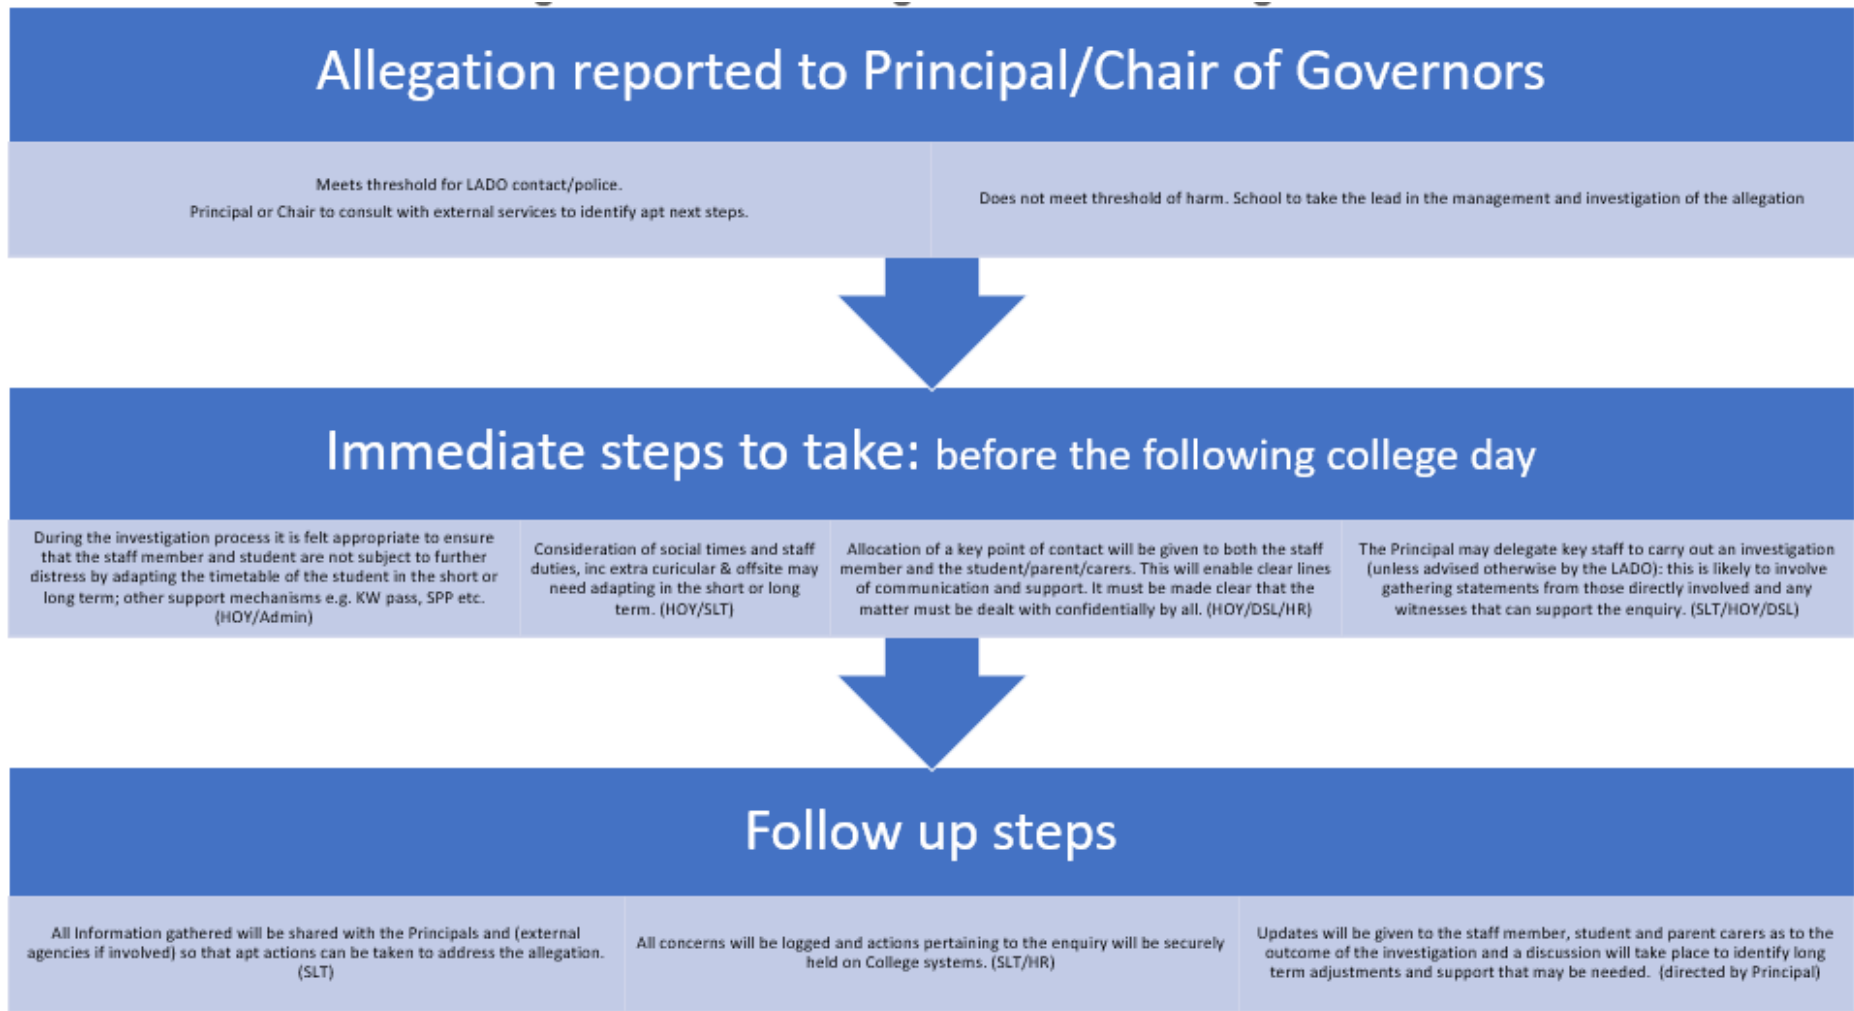 Allegation reported to Principal/Chair of Governors
Meets threshold for LADO contact/police.
Principal or Chair to consult with external services to identify apt next steps.
Does not meet threshold of harm. School to take the lead in the management and investigation of the allegation
Immediate steps to take: before the following college day
During the investigation process it is felt appropriate to ensure
that the staff member and student are not subject to further
distress by adapting the timetable of the student in the short or
long term; other support mechanisms e.g. KW pass, SPP etc.
(HOY/Admin)
Consideration of social times and staff
duties, inc extra curicular & offsite may
need adapting in the short or long
term. (HOY/SLT)
Allocation of a key point of contact will be given to both the staff
member and the student/parent/carers. This will enable clear lines
of communication and support. It must be made clear that the
matter must be dealt with confidentially by all. (HOY/DSL/HR)
The Principal may delegate key staff to carry out an investigation
(unless advised otherwise by the LADO): this is likely to involve
gathering statements from those directly involved and any
witnesses that can support the enquiry. (SLT/HOY/DSL)
Follow up steps
All Information gathered will be shared with the Principals and (external
agencies if involved) so that apt actions can be taken to address the allegation.
(SLT)
All concerns will be logged and actions pertaining to the enquiry will be securely
held on College systems. (SLT/HR)
Updates will be given to the staff member, student and parent carers as to the
outcome of the investigation and a discussion will take place to identify long
term adjustments and support that may be needed.  (directed by Principal)